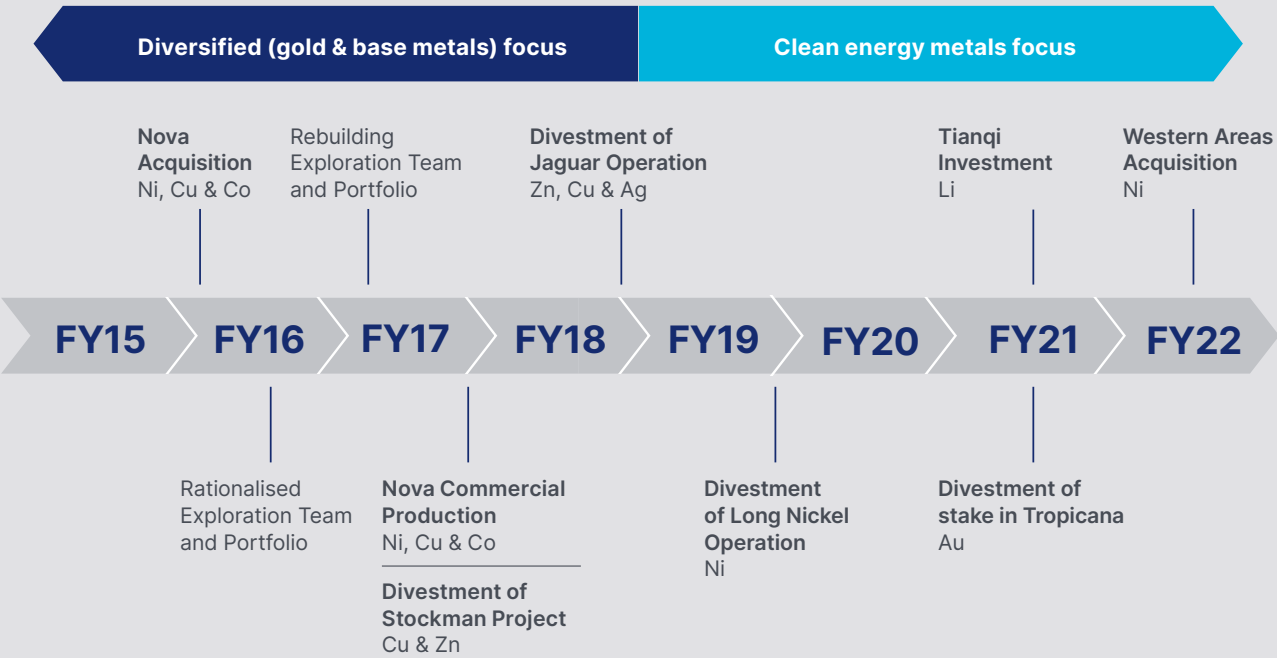 Diversified (gold & base metals) focus
Clean energy metals focus
Nova
Acquisition
Ni, Cu & Co
Rebuilding
Exploration Team
and Portfolio
Divestment of
Jaguar Operation
Zn, Cu & Ag
Tianqi
Investment
Li
Western Areas
Acquisition
Ni
FY15
FY16
FY17
FY18
FY19
FY20
FY21
FY22
Rationalised
Exploration Team
and Portfolio
Nova Commercial
Production
Ni, Cu & Co
Divestment of
Stockman Project
Cu & Zn
Divestment
of Long Nickel
Operation
Ni
Divestment of
stake in Tropicana
Au